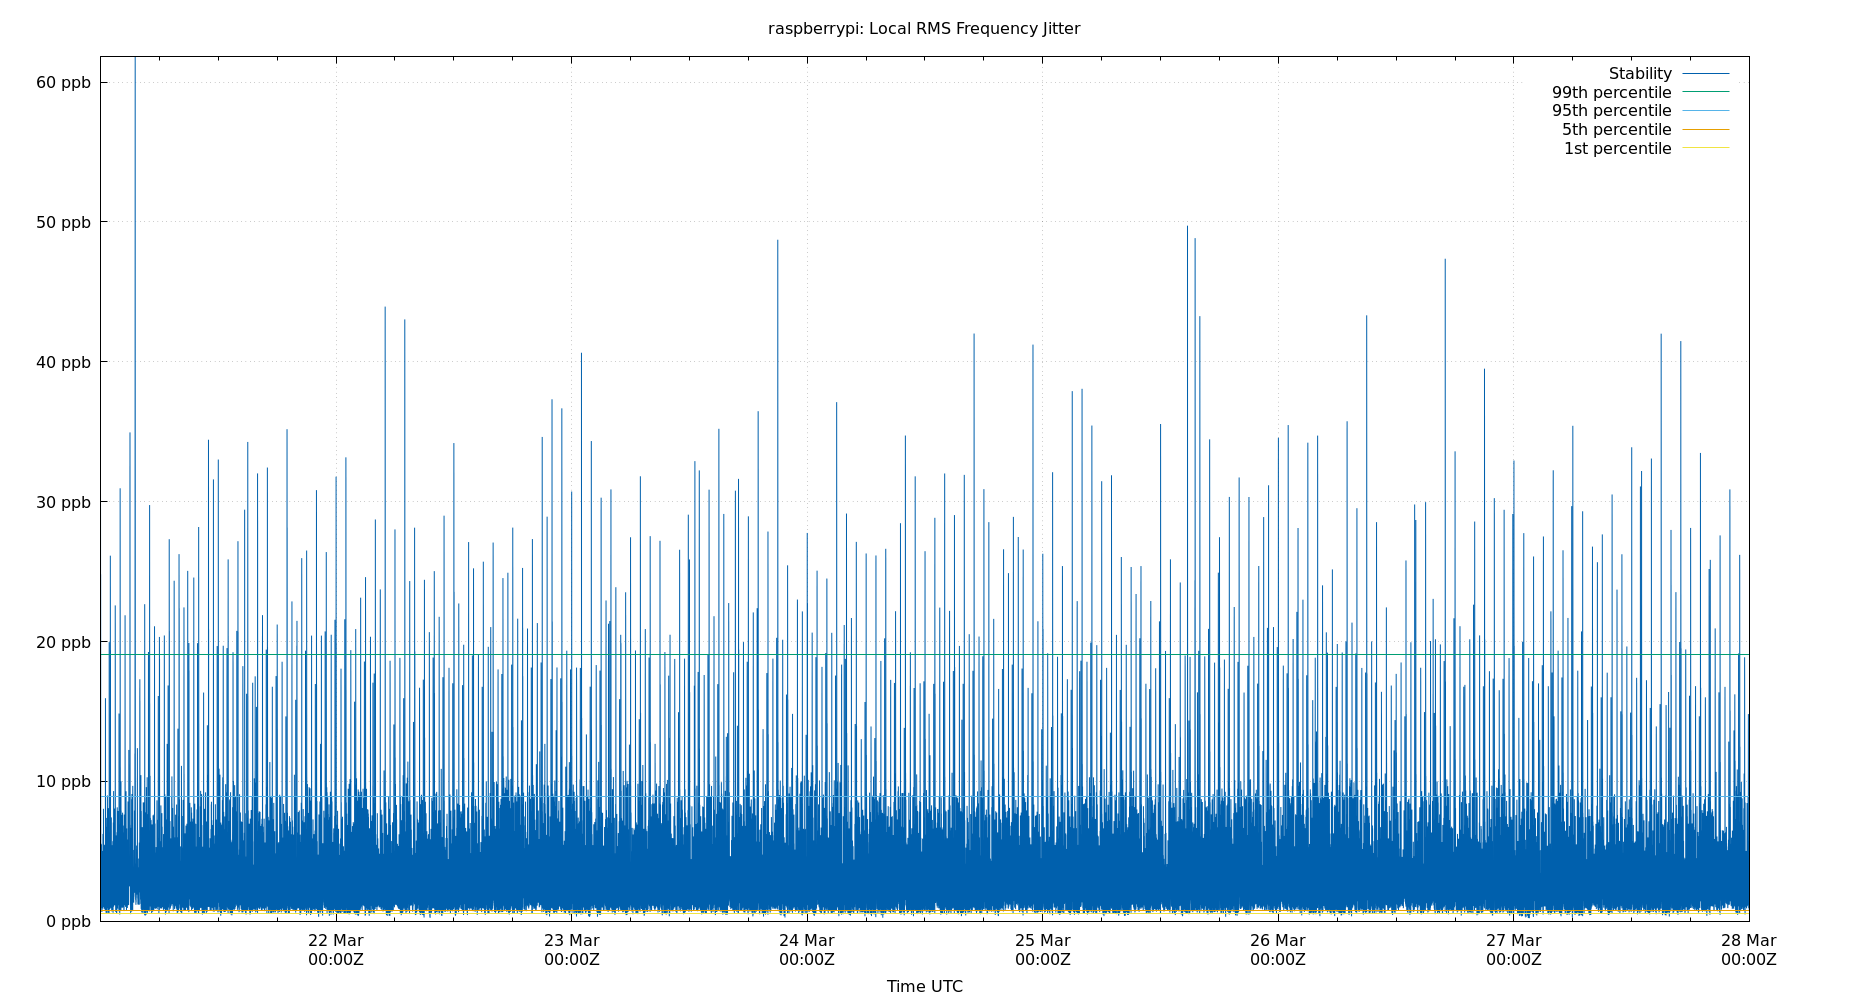 raspberrypi: Local RMS Frequency Jitter
60 ppb
50 ppb
40 ppb
30 ppb
20 ppb
10 ppb
0 ppb
Stability
99th percentile
95th percentile
5th percentile
1st percentile
22 Mar
00:00Z
23 Mar
00:00Z
24 Mar
00:00Z
25 Mar
00:00Z
26 Mar
00:00Z
27 Mar
00:00Z
28 Mar
00:00Z
Time UTC